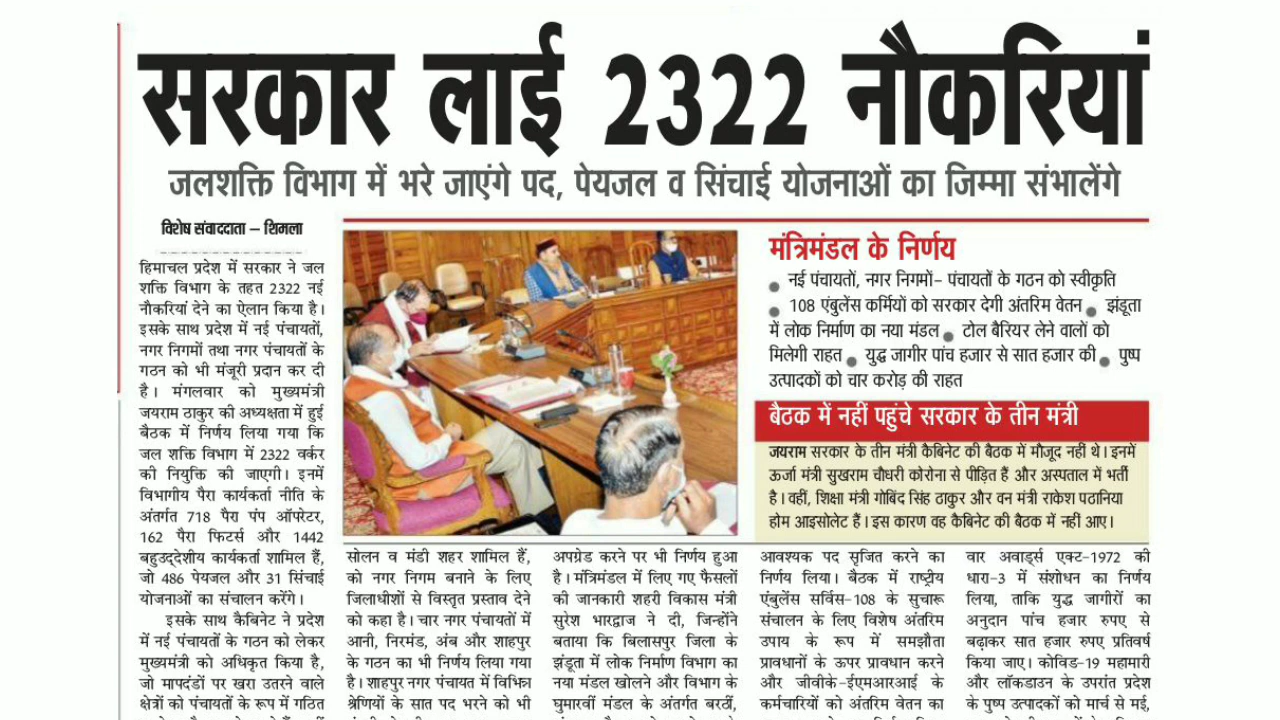 सरकार लाई 2322 नौकरियां
जलशक्ति विभाग में भरे जाएंगे पद, पेयजल व सिंचाई योजनाओं का जिम्मा संभालेंगे
विशेष संवाददाता – शिमला
हिमाचल प्रदेश में सरकार ने जल
शक्ति विभाग के तहत 2322 नई
नौकरियां देने का ऐलान किया है।
इसके साथ प्रदेश में नई पंचायतों,
नगर निगमों तथा नगर पंचायतों के
गठन को भी मंजूरी प्रदान कर दी
है। मंगलवार को मुख्यमंत्री
जयराम ठाकुर की अध्यक्षता में हुई
बैठक में निर्णय लिया गया कि
जल शक्ति विभाग में 2322 वर्कर
की नियुक्ति की जाएगी। इनमें
विभागीय पैरा कार्यकर्ता नीति के
अंतर्गत 718 पैरा पंप ऑपरेटर,
162 पैरा फिटर्स और 1442
बहुउद्देशीय कार्यकर्ता शामिल हैं,
जो 486 पेयजल और 31 सिंचाई
योजनाओं का संचालन करेंगे।
इसके साथ कैबिनेट ने प्रदेश
में नई पंचायतों के गठन को लेकर
मुख्यमंत्री को अधिकृत किया है,
जो मापदंडों पर खरा उतरने वाले
क्षेत्रों को पंचायतों के रूप में गठित
मंत्रिमंडल के निर्णय
● नई पंचायतों, नगर निगमों– पंचायतों के गठन को स्वीकृति
● 108 एंबुलेंस कर्मियों को सरकार देगी अंतरिम वेतन ● झंडूता
में लोक निर्माण का नया मंडल ● टोल बैरियर लेने वालों को
मिलेगी राहत ● युद्ध जागीर पांच हजार से सात हजार की ● पुष्प
उत्पादकों को चार करोड़ की राहत
बैठक में नहीं पहुंचे सरकार के तीन मंत्री
जयराम सरकार के तीन मंत्री कैबिनेट की बैठक में मौजूद नहीं थे। इनमें
ऊर्जा मंत्री सुखराम चौधरी कोरोना से पीड़ित हैं और अस्पताल में भर्ती
है। वहीं, शिक्षा मंत्री गोबिंद सिंह ठाकुर और वन मंत्री राकेश पठानिया
होम आइसोलेट हैं। इस कारण वह कैबिनेट की बैठक में नहीं आए।
सोलन व मंडी शहर शामिल हैं,
को नगर निगम बनाने के लिए
जिलाधीशों से विस्तृत प्रस्ताव देने
को कहा है। चार नगर पंचायतों में
आनी, निरमंड, अंब और शाहपुर
के गठन का भी निर्णय लिया गया
है। शाहपुर नगर पंचायत में विभिन्न
श्रेणियों के सात पद भरने को भी
अपग्रेड करने पर भी निर्णय हुआ
है। मंत्रिमंडल में लिए गए फैसलों
की जानकारी शहरी विकास मंत्री
सुरेश भारद्वाज ने दी, जिन्होंने
बताया कि बिलासपुर जिला के
झंडूता में लोक निर्माण विभाग का
नया मंडल खोलने और विभाग के
घुमारवीं मंडल के अंतर्गत बरठीं,
आवश्यक पद सृजित करने का
निर्णय लिया। बैठक में राष्ट्रीय
एंबुलेंस सर्विस–108 के सुचारू
संचालन के लिए विशेष अंतरिम
उपाय के रूप में समझौता
प्रावधानों के ऊपर प्रावधान करने
और जीवीके–ईएमआरआई के
कर्मचारियों को अंतरिम वेतन का
वार अवार्ड्स एक्ट–1972 की
धारा–3 में संशोधन का निर्णय
लिया, ताकि युद्ध जागीरों का
अनुदान पांच हजार रुपए से
बढ़ाकर सात हजार रुपए प्रतिवर्ष
किया जाए। कोविड–19 महामारी
और लॉकडाउन के उपरांत प्रदेश
के पुष्प उत्पादकों को मार्च से मई,